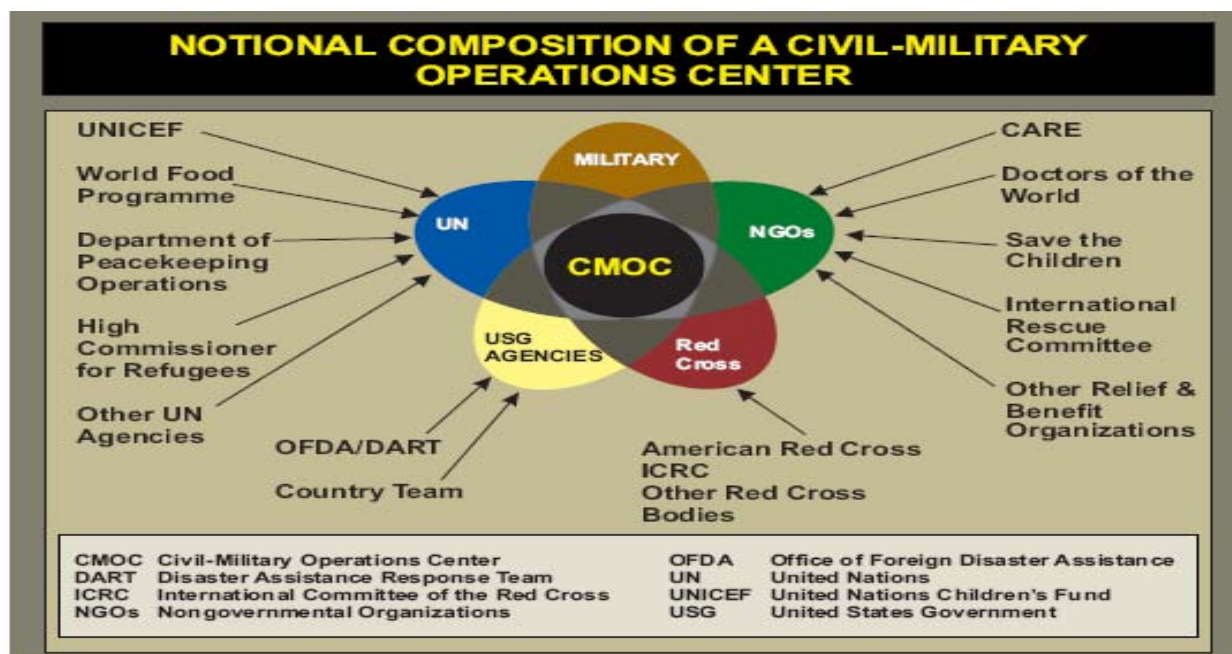 NOTIONAL COMPOSITION OF A CIVIL-MILITARY
OPERATIONS CENTER
UNICEF
World Food
Programme
Department of
Peacekeeping
Operations
High
Commissioner
for Refugees
Other UN
Agencies
MILITARY
UN
NGOs
CMOC
USG
AGENCIES
Red
Cross
CARE
Doctors of the
World
Save the
Children
International
Rescue
Committee
Other Relief &
Benefit
Organizations
OFDA/DART
Country Team
American Red Cross
ICRC
Other Red Cross
Bodies
CMOC Civil-Military Operations Center
DART Disaster Assistance Response Team
ICRC International Committee of the Red Cross
NGOs Nongovernmental Organizations
OFDA Office of Foreign Disaster Assistance
UN United Nations
UNICEF United Nations Children's Fund
USG United States Government